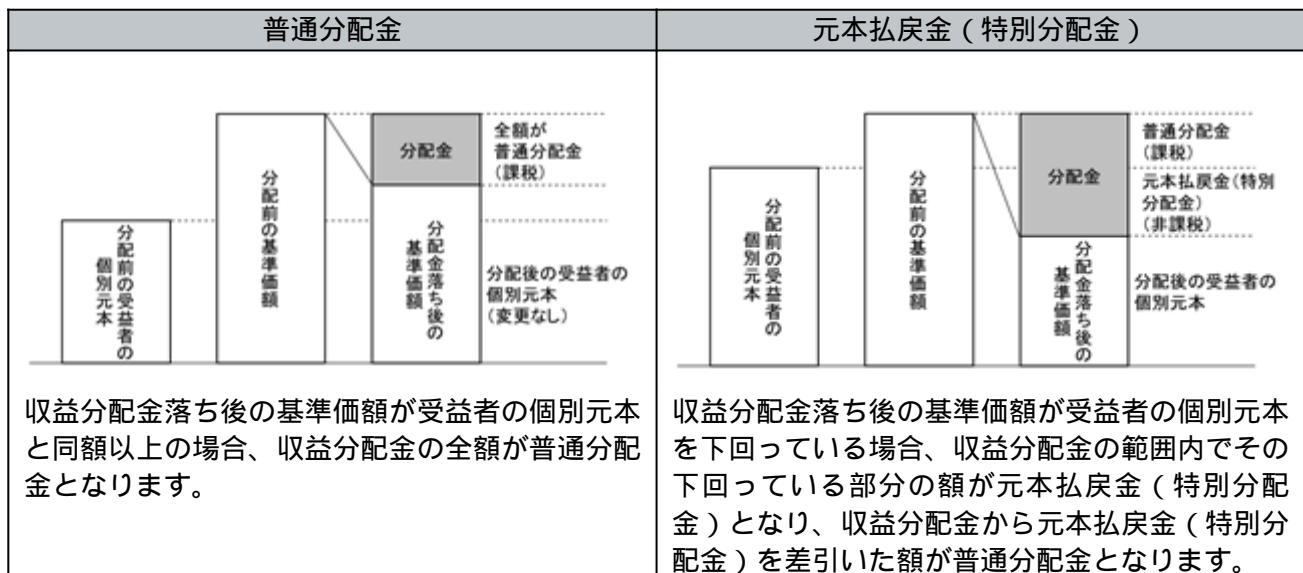 普通分配金
分配前の受益者の
個別元本
分配前の基準価額
分配金
分配金落ち後の
基準価額
全額が
普通分配金
(課税)
分配後の受益者の
個別元本
(変更なし)
収益分配金落ち後の基準価額が受益者の個別元本
と同額以上の場合、収益分配金の全額が普通分配
金となります。
元本払戻金(特別分配金)
分配前の受益者の
個別元本
分配前の基準価額
分配金
分配金落ち後の
基準価額
普通分配金
(課税)
元本払戻金(特別
分配金)
(非課税)
分配後の受益者の
個別元本
収益分配金落ち後の基準価額が受益者の個別元本
を下回っている場合、収益分配金の範囲内でその
下回っている部分の額が元本払戻金(特別分配
金)となり、収益分配金から元本払戻金(特別分
配金)を差引いた額が普通分配金となります。